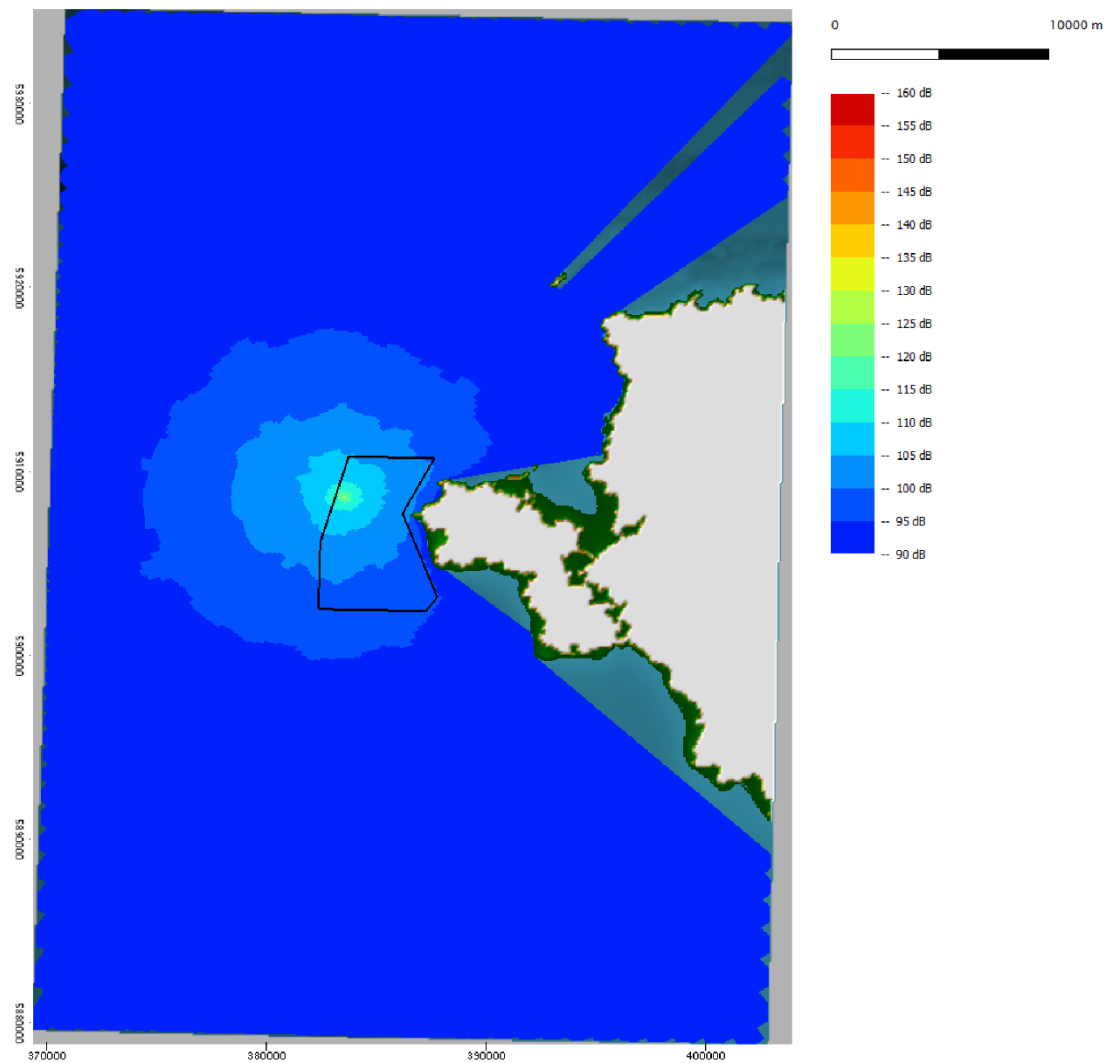 0 10000 m
-- 160 dB
-- 155 dB
-- 150 dB
-- 145 dB
-- 140 dB
-- 135 dB
-- 130 dB
-- 125 dB
-- 120 dB
-- 115 dB
-- 110 dB
-- 105 dB
-- 100 dB
-- 95 dB
-- 90 dB
5930000
5920000
5910000
5900000
5890000
5880000
370000 380000 390000 400000